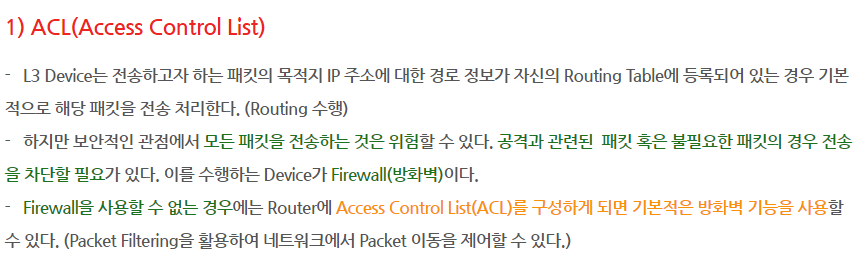 1) ACL(Access Control List)
- L3 Device는 전송하고자 하는 패킷의 목적지 IP 주소에 대한 경로 정보가 자신의 Routing Table에 등록되어 있는 경우 기본
적으로 해당 패킷을 전송 처리한다. (Routing 수행)
- 하지만 보안적인 관점에서 모든 패킷을 전송하는 것은 위험할 수 있다. 공격과 관련된 패킷 혹은 불필요한 패킷의 경우 전송
을 차단할 필요가 있다. 이를 수행하는 Device가 Firewall(방화벽)이다.
- Firewall을 사용할 수 없는 경우에는 Router에 Access Control List(ACL)를 구성하게 되면 기본적은 방화벽 기능을 사용할
수 있다. (Packet Filtering을 활용하여 네트워크에서 Packet 이동을 제어할 수 있다.)